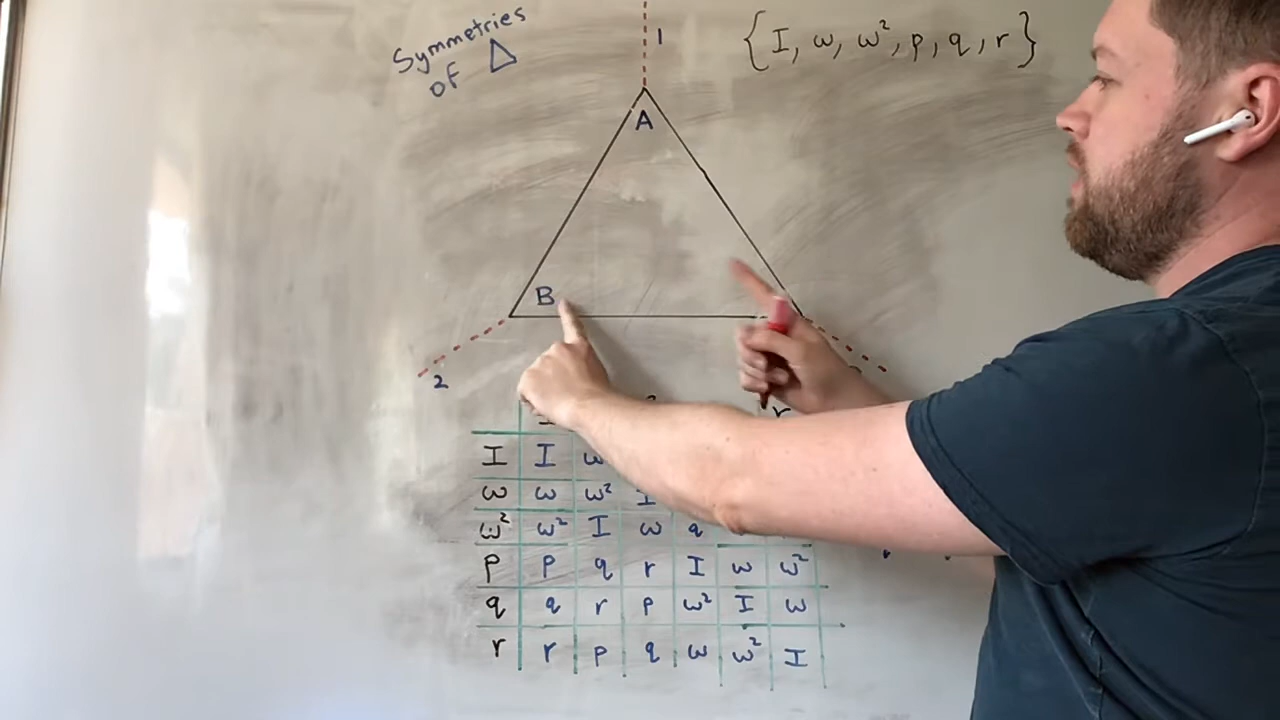 Symmetries
of △
1
{I, ω, ω², p, q, r}
A
B
2
r
I I ω
ω ω ω² I
ω² ω² I ω q
p p q r I ω ω²
q q r p ω² I ω
r r p q ω ω² I